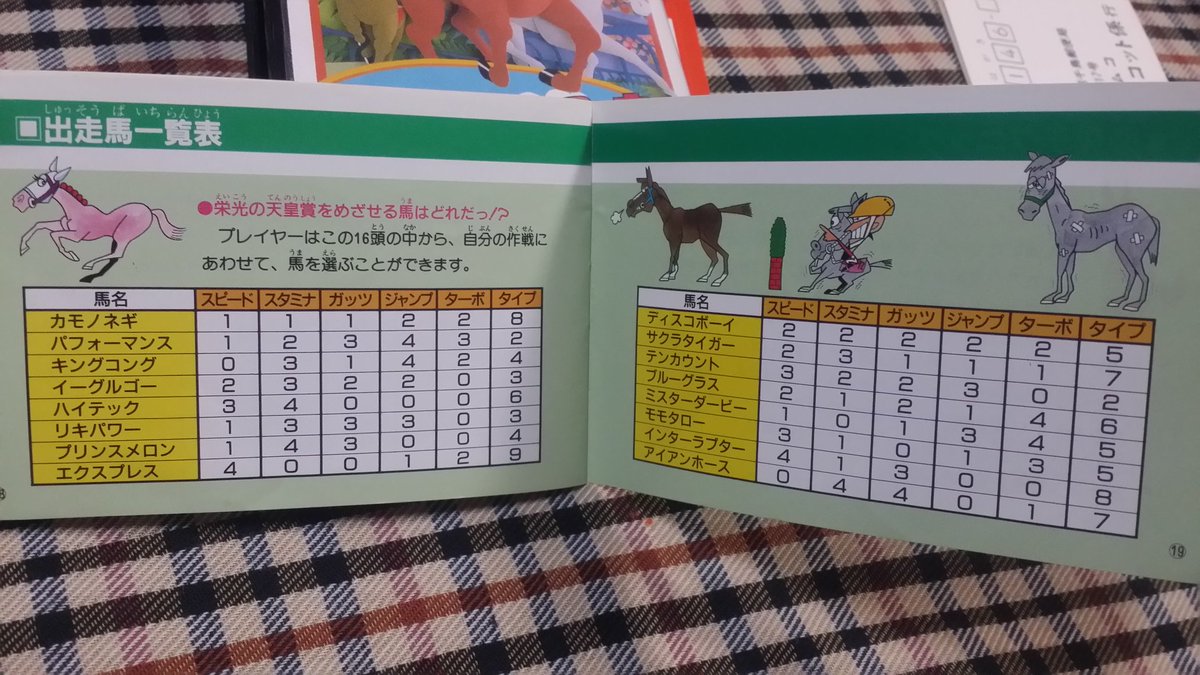 出走馬一覧表
しゅっそうばいちらんひょう
●栄光の天皇賞をめざせる馬はどれだっ!?
プレイヤーはこの16頭の中から、自分の作戦に
あわせて、馬を選ぶことができます。
馬名 スピード スタミナ ガッツ ジャンプ ターボ タイプ
カモノネギ 1 1 1 2 2 8
パフォーマンス 1 2 3 4 3 2
キングコング 0 3 1 4 2 4
イーグルゴー 2 3 2 2 0 3
ハイテック 3 4 0 0 0 6
リキパワー 1 3 3 3 0 3
プリンスメロン 1 4 3 0 0 4
エクスプレス 4 0 0 1 2 9
馬名 スピード スタミナ ガッツ ジャンプ ターボ タイプ
ディスコボーイ 2 2 2 2 2 5
サクラタイガー 2 3 1 1 1 7
テンカウント 3 2 2 3 0 2
ブルーグラス 2 1 2 1 4 6
ミスターダービー 1 0 1 3 4 5
モモタロー 3 1 1 4 3 5
インターラプター 4 1 3 1 0 8
アイアンホース 0 4 4 0 1 7
19